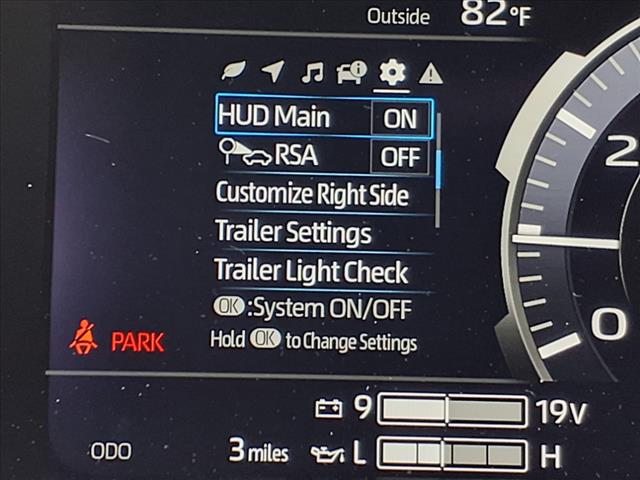 Outside 82°F
HUD Main ON
RSA OFF
Customize Right Side
Trailer Settings
Trailer Light Check
OK :System ON/OFF
Hold OK to Change Settings
PARK
2
0
9 19V
ODO 3 miles L H